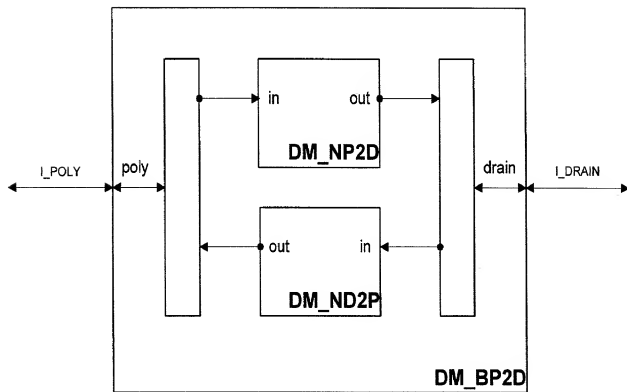 in out
DM_NP2D
I_POLY poly drain I_DRAIN
out in
DM_ND2P
DM_BP2D